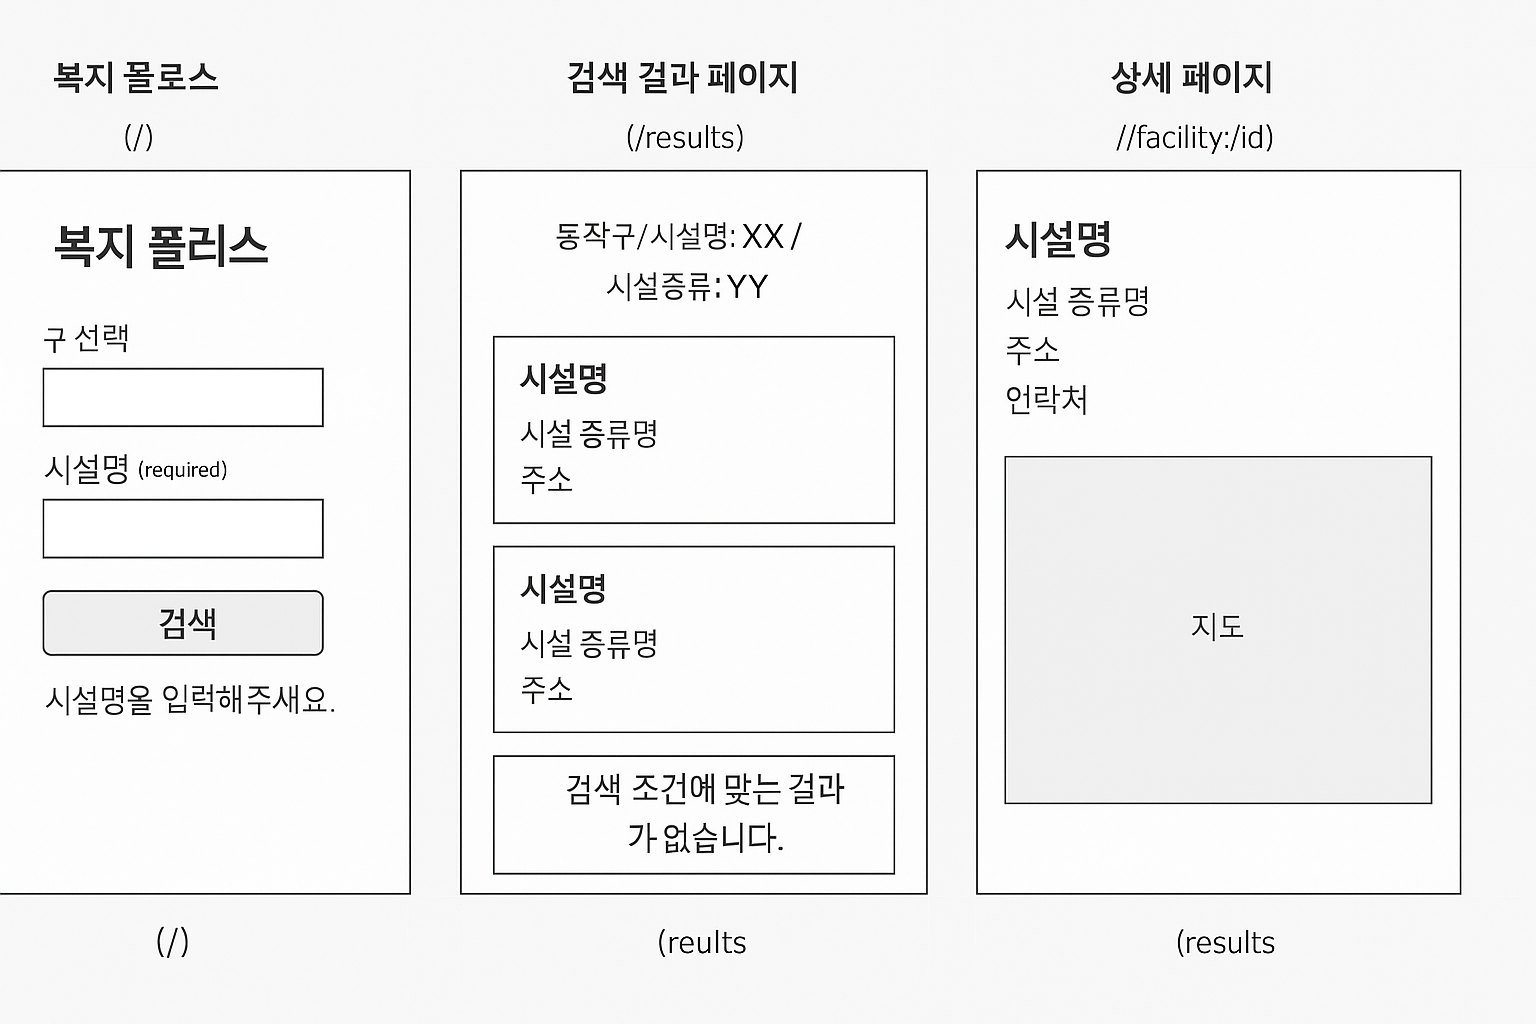 복지 폴로스
(/)
복지 폴리스
구 선랙
시설명 (required)
검색
시설명올 입력해주새요.
(/)
검색 걸과 페이지
(/results)
동작구/시설명: XX /
시설증류: YY
시설명
시설 증류명
주소
시설명
시설 증류명
주소
검색 조건얘 맞는 걸과
가 없습니다.
(reults
상세 패이지
//facility:/id)
시설명
시설 증류명
주소
언락처
지도
(results